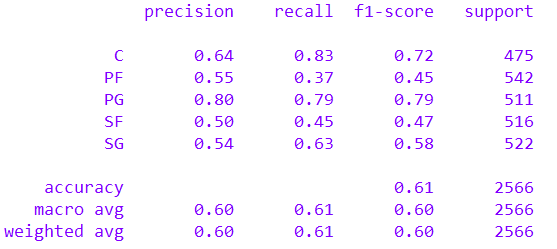 precision recall f1-score support
C 0.64 0.83 0.72 475
PF 0.55 0.37 0.45 542
PG 0.80 0.79 0.79 511
SF 0.50 0.45 0.47 516
SG 0.54 0.63 0.58 522
accuracy 0.61 2566
macro avg 0.60 0.61 0.60 2566
weighted avg 0.60 0.61 0.60 2566